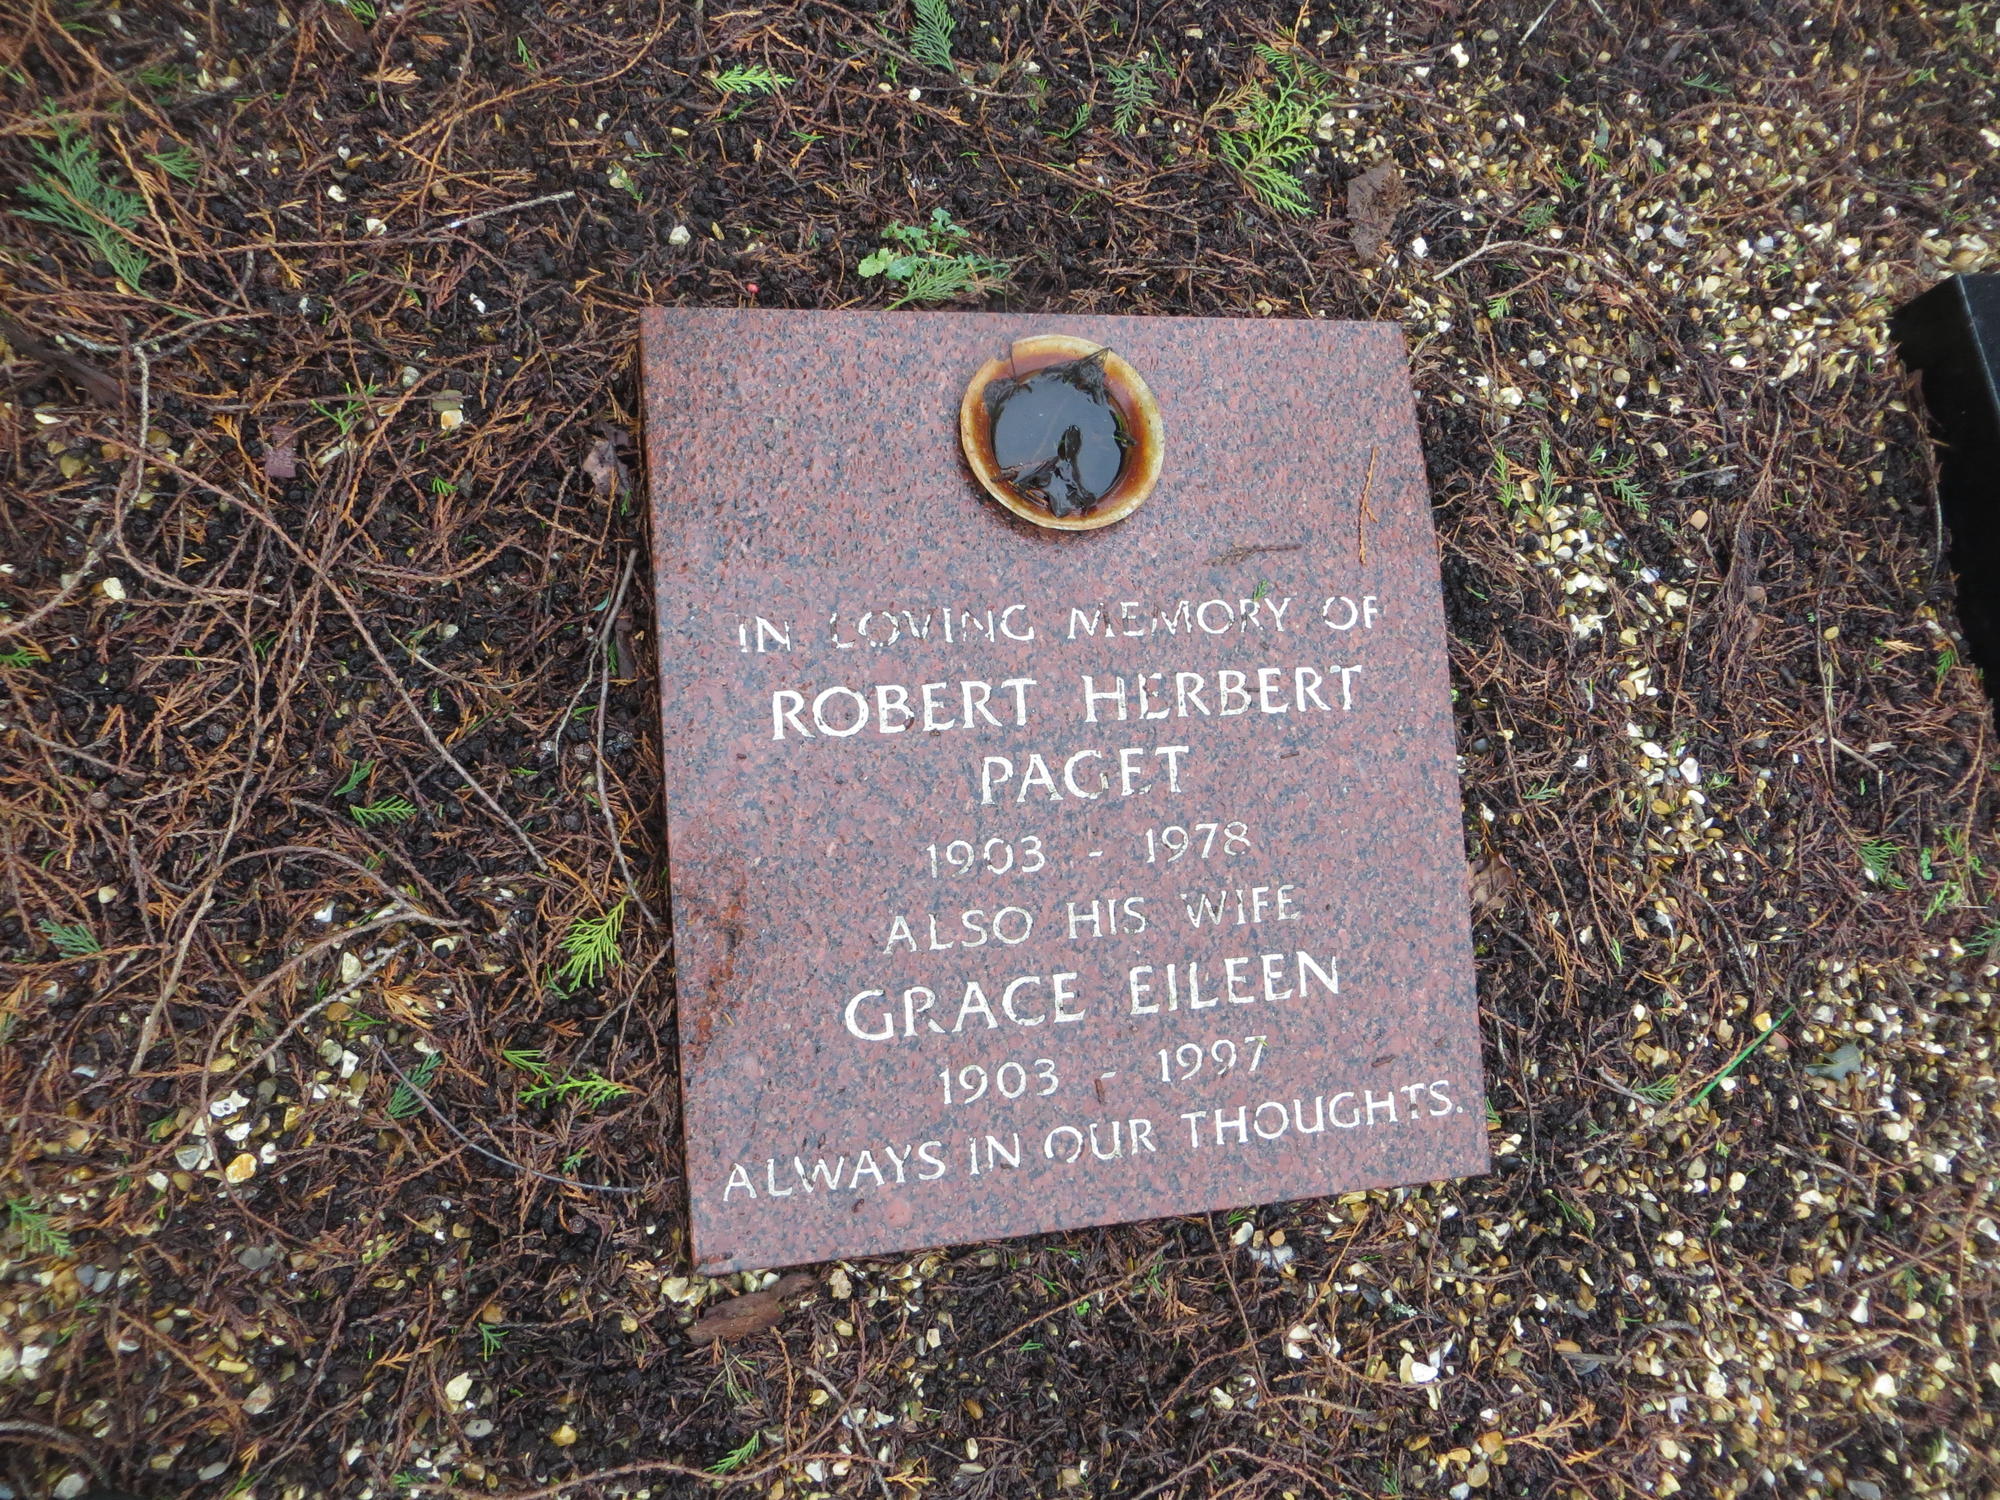 IN LOVING MEMORY OF
ROBERT HERBERT
PAGET
1903 - 1978
ALSO HIS WIFE
GRACE EILEEN
1903 - 1997
ALWAYS IN OUR THOUGHTS.